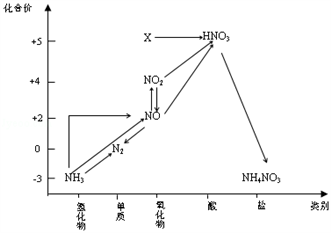 化合价
+5
X
HNO₃
+4
NO₂
+2
NO
0
N₂
-3
NH₃
NH₄NO₃
氢化物
单质
氧化物
酸
盐
类别